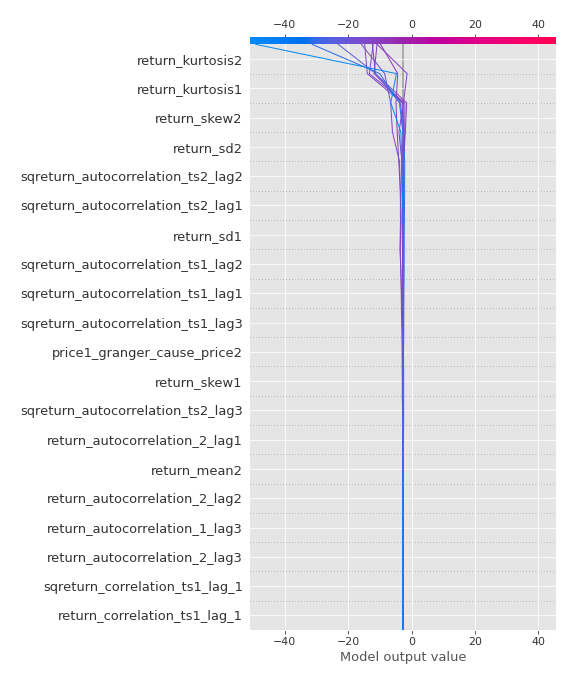 −40 −20 0 20 40
return_kurtosis2
return_kurtosis1
return_skew2
return_sd2
sqreturn_autocorrelation_ts2_lag2
sqreturn_autocorrelation_ts2_lag1
return_sd1
sqreturn_autocorrelation_ts1_lag2
sqreturn_autocorrelation_ts1_lag1
sqreturn_autocorrelation_ts1_lag3
price1_granger_cause_price2
return_skew1
sqreturn_autocorrelation_ts2_lag3
return_autocorrelation_2_lag1
return_mean2
return_autocorrelation_2_lag2
return_autocorrelation_1_lag3
return_autocorrelation_2_lag3
sqreturn_correlation_ts1_lag_1
return_correlation_ts1_lag_1
−40 −20 0 20 40
Model output value